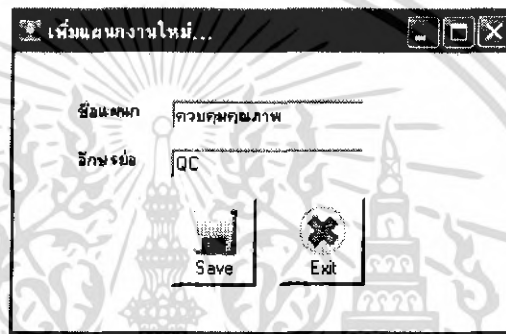 เพิ่มแผนกงานใหม่...
ชื่อแผนก
ควบคุมคุณภาพ
อักษรย่อ
QC
Save
Exit